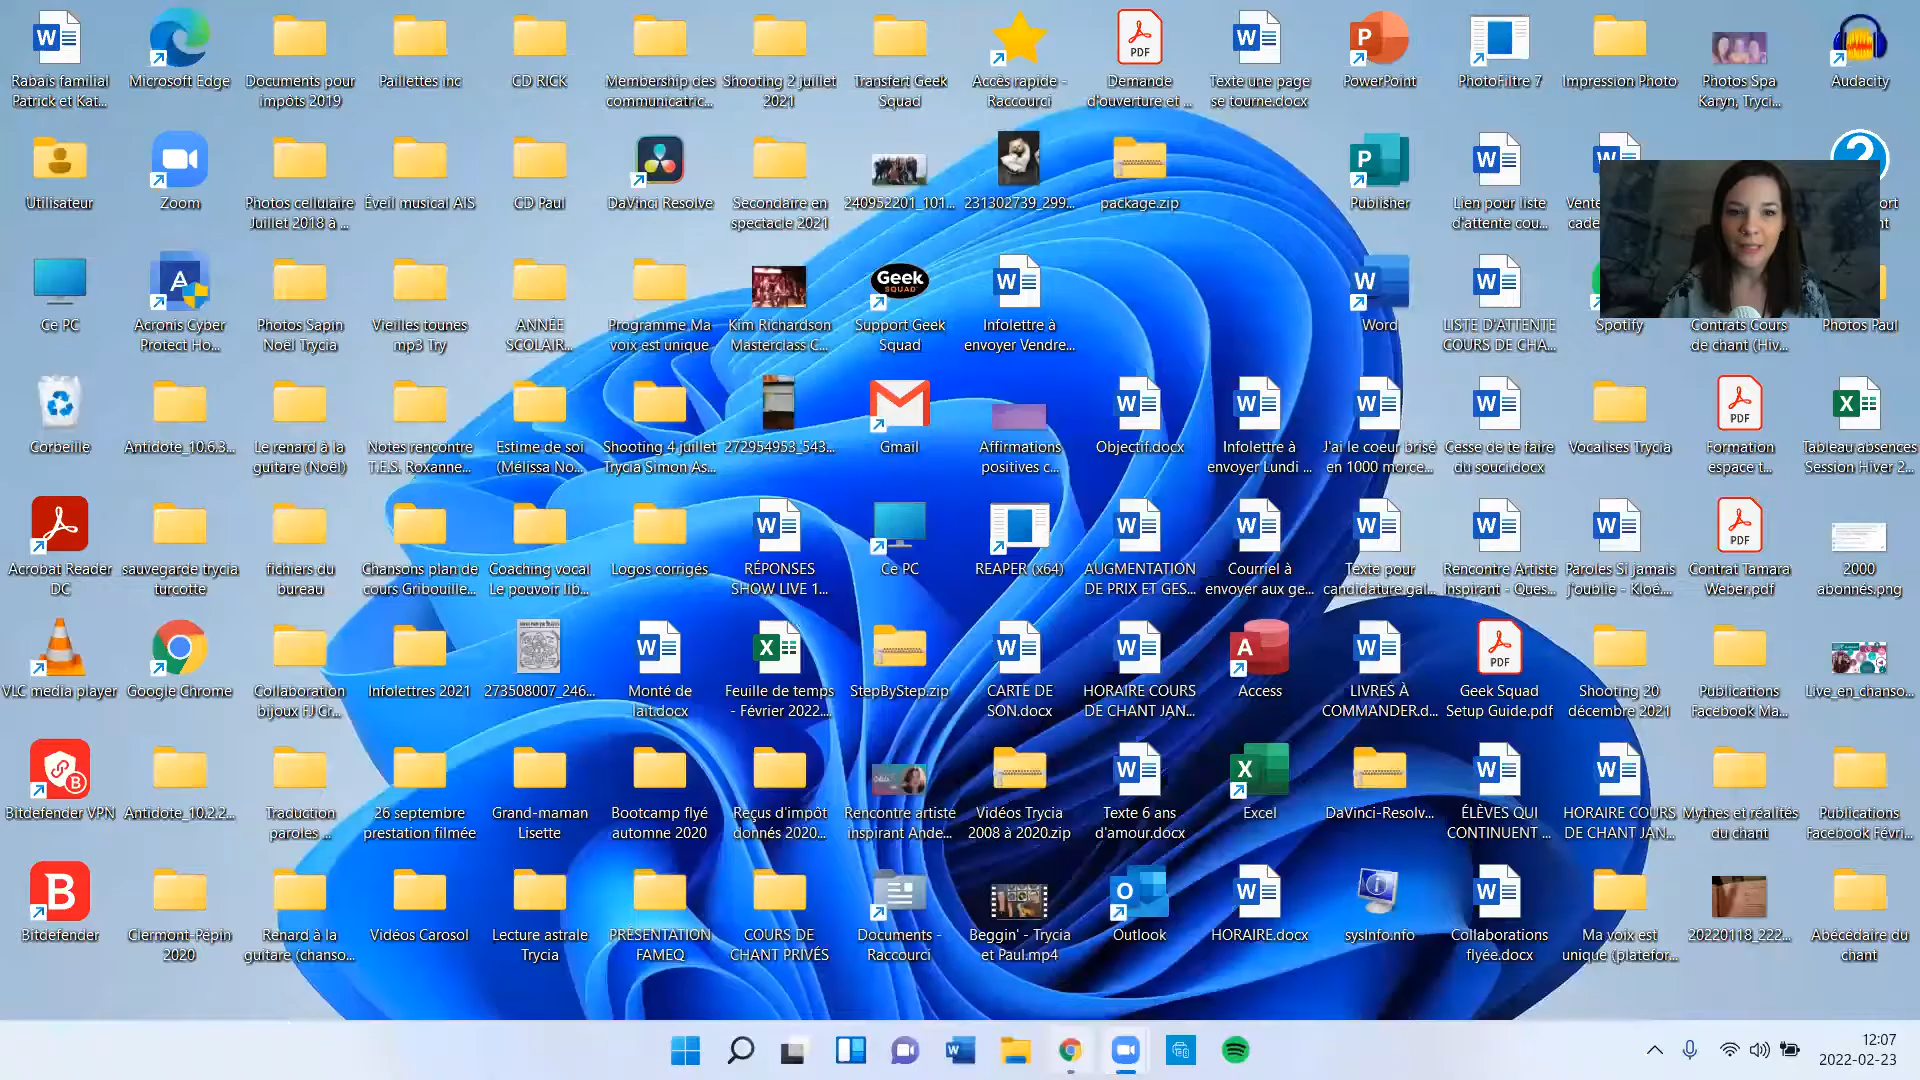 Rabais familial
Patrick et Kat...
Microsoft Edge
Documents pour
impôts 2019
Paillettes inc
CD RICK
Membership des
communicatric...
Shooting 2 juillet
2021
Transfert Geek
Squad
Accès rapide -
Raccourci
PDF
Demande
d'ouverture et ...
Texte une page
se tourne.docx
PowerPoint
PhotoFiltre 7
Impression Photo
Photos Spa
Karyn, Tryci...
Audacity
Utilisateur
Zoom
Photos cellulaire
Juillet 2018 à ...
Éveil musical AIS
CD Paul
DaVinci Resolve
Secondaire en
spectacle 2021
240952201_101...
231302739_299...
package.zip
Publisher
Lien pour liste
d'attente cou...
Ce PC
Acronis Cyber
Protect Ho...
Photos Sapin
Noël Trycia
Vieilles tounes
mp3 Try
ANNÉE
SCOLAIR...
Programme Ma
voix est unique
Kim Richardson
Masterclass C...
Geek
SQUAD
Support Geek
Squad
Infolettre à
envoyer Vendre...
Word
LISTE D'ATTENTE
COURS DE CHA...
Spotify
Contrats Cours
de chant (Hiv...
Photos Paul
Corbeille
Antidote_10.6.3...
Le renard à la
guitare (Noël)
Notes rencontre
T.E.S. Roxanne...
Estime de soi
(Mélissa No...
Shooting 4 juillet
Trycia Simon As...
272954953_543...
Gmail
Affirmations
positives c...
Objectif.docx
Infolettre à
envoyer Lundi ...
J'ai le coeur brisé
en 1000 morce...
Cesse de te faire
du souci.docx
Vocalises Trycia
PDF
Formation
espace t...
Tableau absences
Session Hiver 2...
Acrobat Reader
DC
sauvegarde trycia
turcotte
fichiers du
bureau
Chansons plan de
cours Gribouille...
Coaching vocal
Le pouvoir lib...
Logos corrigés
RÉPONSES
SHOW LIVE 1...
Ce PC
REAPER (x64)
AUGMENTATION
DE PRIX ET GES...
Courriel à
envoyer aux ge...
Texte pour
candidature gal...
Rencontre Artiste
Inspirant - Ques...
Paroles Si jamais
j'oublie - Kloé...
PDF
Contrat Tamara
Weber.pdf
2000
abonnés.png
VLC media player
Google Chrome
Collaboration
bijoux FJ Cr...
Infolettres 2021
273508007_246...
Monté de
lait.docx
Feuille de temps
- Février 2022....
StepByStep.zip
CARTE DE
SON.docx
HORAIRE COURS
DE CHANT JAN...
Access
LIVRES À
COMMANDER.d...
PDF
Geek Squad
Setup Guide.pdf
Shooting 20
décembre 2021
Publications
Facebook Ma...
Live_en_chanso...
Bitdefender VPN
Antidote_10.2.2...
Traduction
paroles ...
26 septembre
prestation filmée
Grand-maman
Lisette
Bootcamp flyé
automne 2020
Reçus d'impôt
donnés 2020...
Rencontre artiste
inspirant Ande...
Vidéos Trycia
2008 à 2020.zip
Texte 6 ans
d'amour.docx
Excel
DaVinci-Resolv...
ÉLÈVES QUI
CONTINUENT ...
HORAIRE COURS
DE CHANT JAN...
Mythes et réalités
du chant
Publications
Facebook Févri...
Bitdefender
Clermont-Pépin
2020
Renard à la
guitare (chanso...
Vidéos Carosol
Lecture astrale
Trycia
PRÉSENTATION
FAMEQ
COURS DE
CHANT PRIVÉS
Documents -
Raccourci
Beggin' - Trycia
et Paul.mp4
Outlook
HORAIRE.docx
sysinfo.nfo
Collaborations
flyée.docx
Ma voix est
unique (platefor...
20220118_222...
Abécédaire du
chant
12:07
2022-02-23